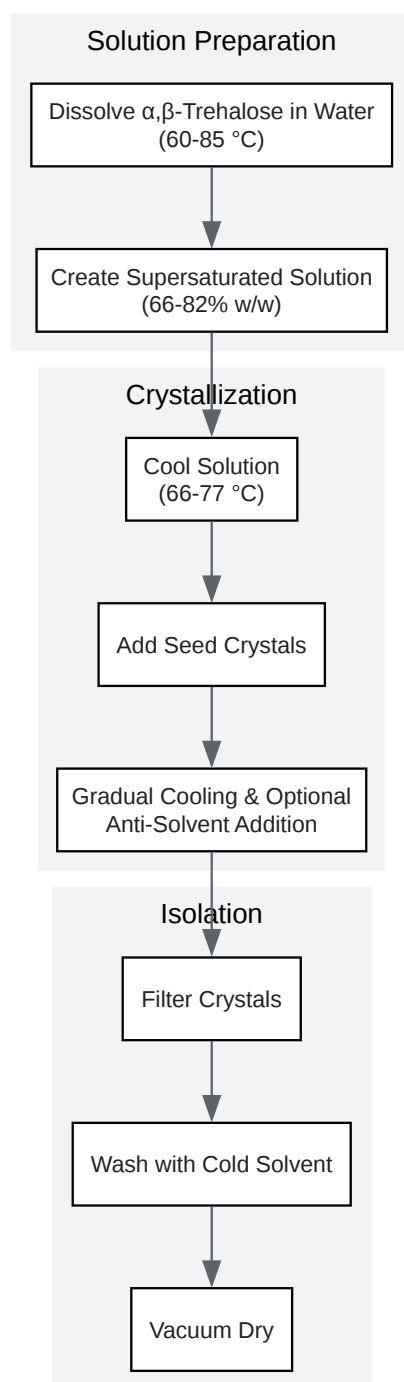 Solution Preparation
Dissolve α,β-Trehalose in Water
(60-85 °C)
Create Supersaturated Solution
(66-82% w/w)
Crystallization
Cool Solution
(66-77 °C)
Add Seed Crystals
Gradual Cooling & Optional
Anti-Solvent Addition
Isolation
Filter Crystals
Wash with Cold Solvent
Vacuum Dry